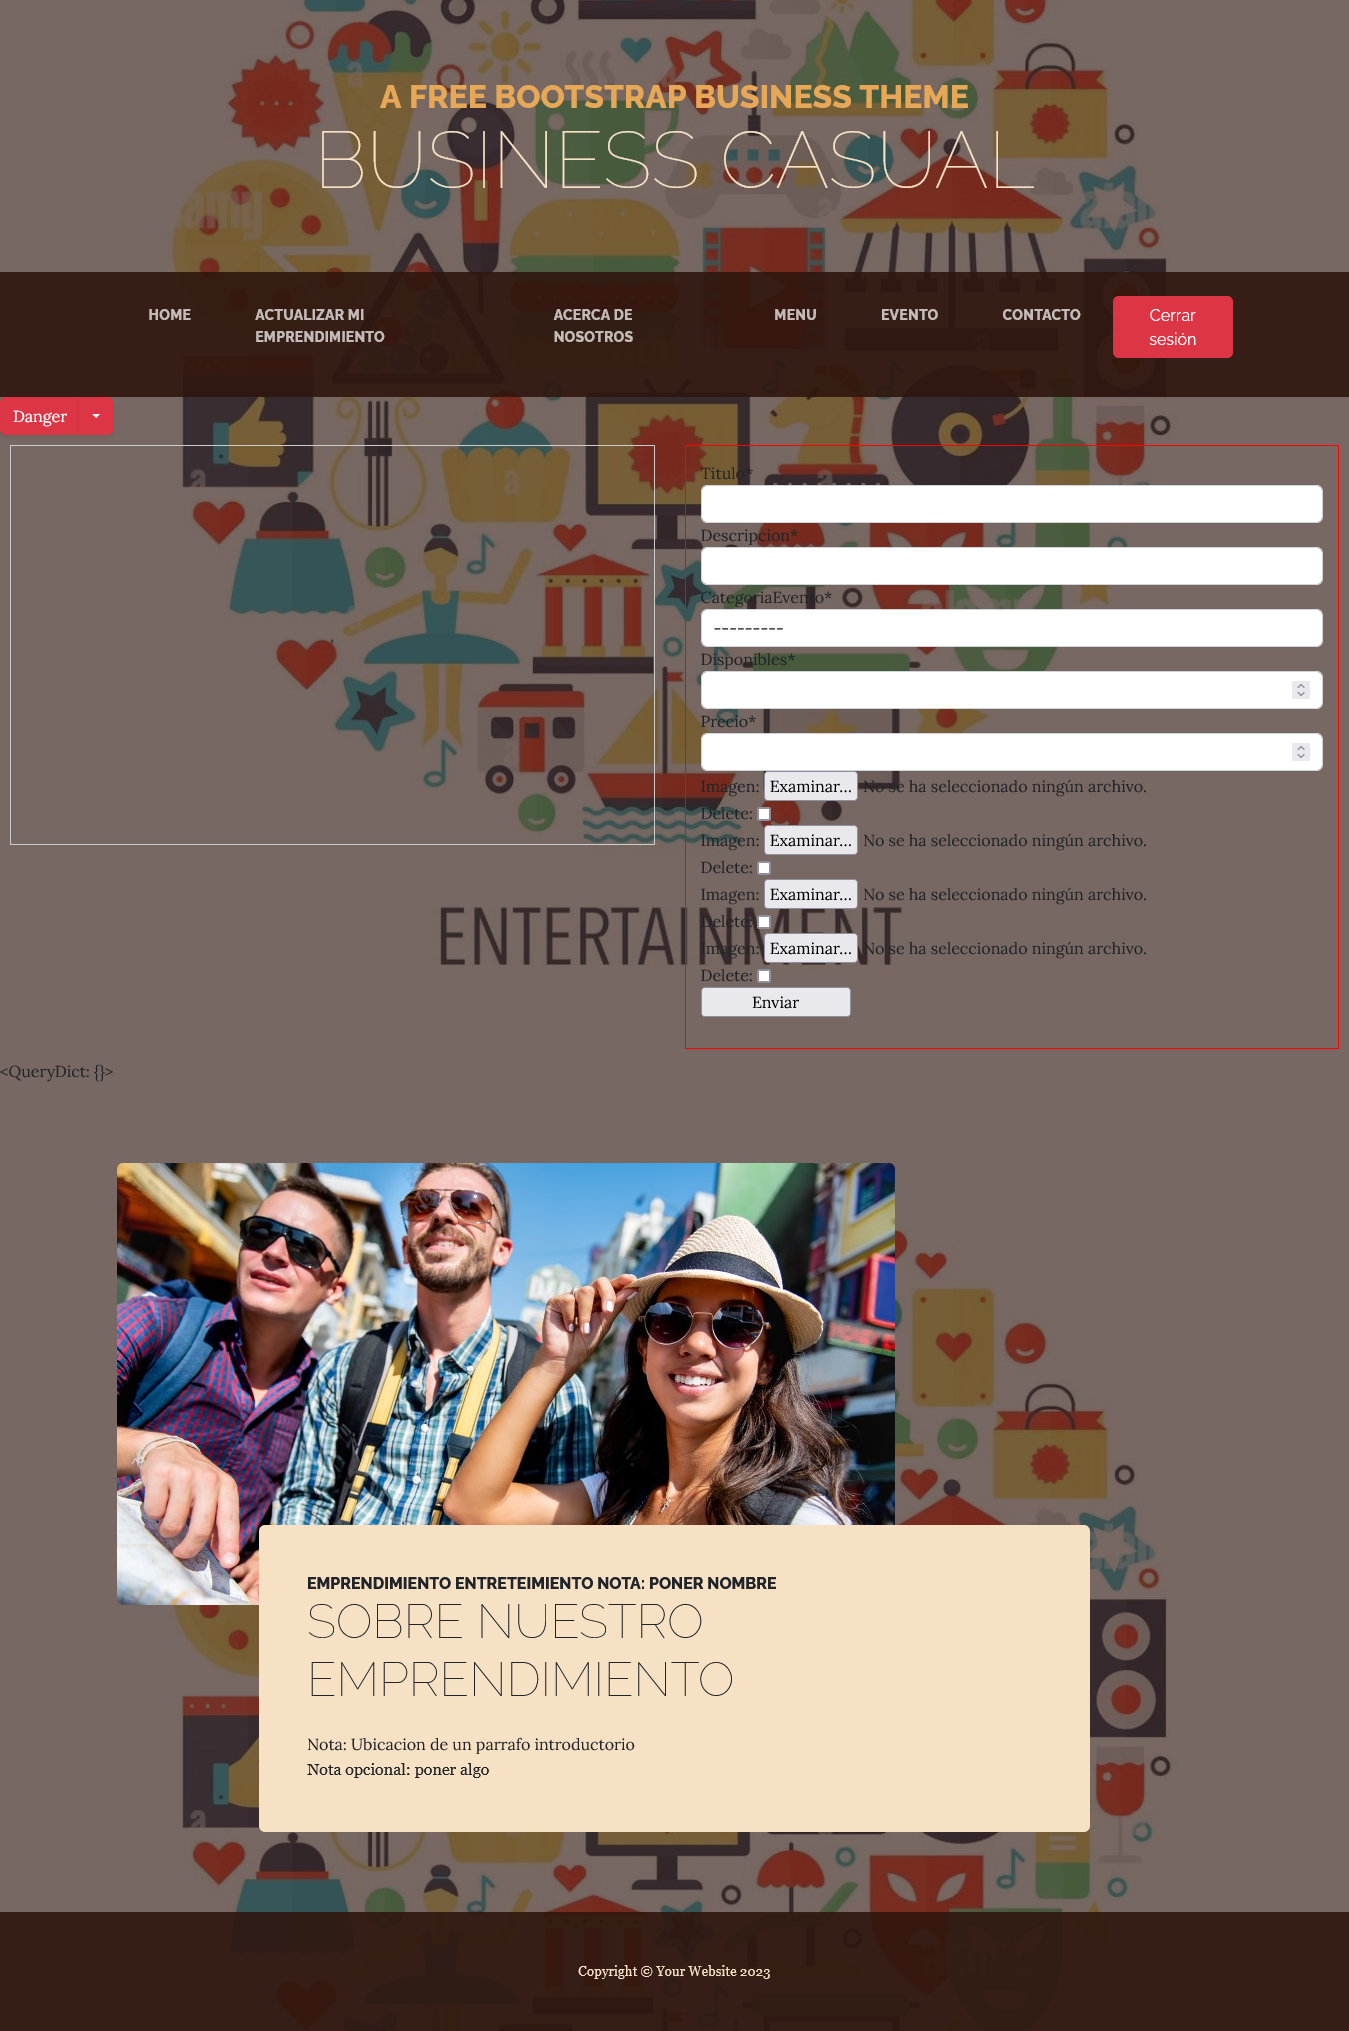 A FREE BOOTSTRAP BUSINESS THEME
BUSINESS CASUAL
HOME
ACTUALIZAR MI
EMPRENDIMIENTO
ACERCA DE
NOSOTROS
MENU
EVENTO
CONTACTO
Cerrar
sesión
Danger
Titulo*
Descripcion*
CategoriaEvento*
---------
Disponibles*
Precio*
Imagen: Examinar... No se ha seleccionado ningún archivo.
Delete:
Imagen: Examinar... No se ha seleccionado ningún archivo.
Delete:
Imagen: Examinar... No se ha seleccionado ningún archivo.
Delete:
ENTERTAINMENT
Imagen: Examinar... No se ha seleccionado ningún archivo.
Delete:
Enviar
<QueryDict: {}>
EMPRENDIMIENTO ENTRETEIMIENTO NOTA: PONER NOMBRE
SOBRE NUESTRO
EMPRENDIMIENTO
Nota: Ubicacion de un parrafo introductorio
Nota opcional: poner algo
Copyright © Your Website 2023